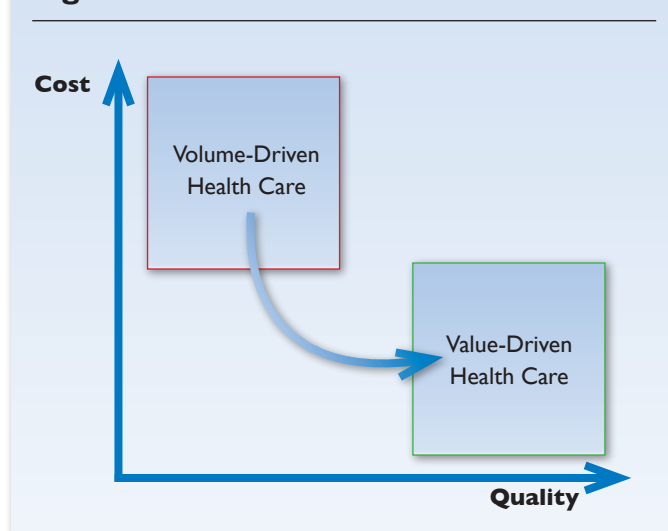 Cost
Volume-Driven
Health Care
Value-Driven
Health Care
Quality